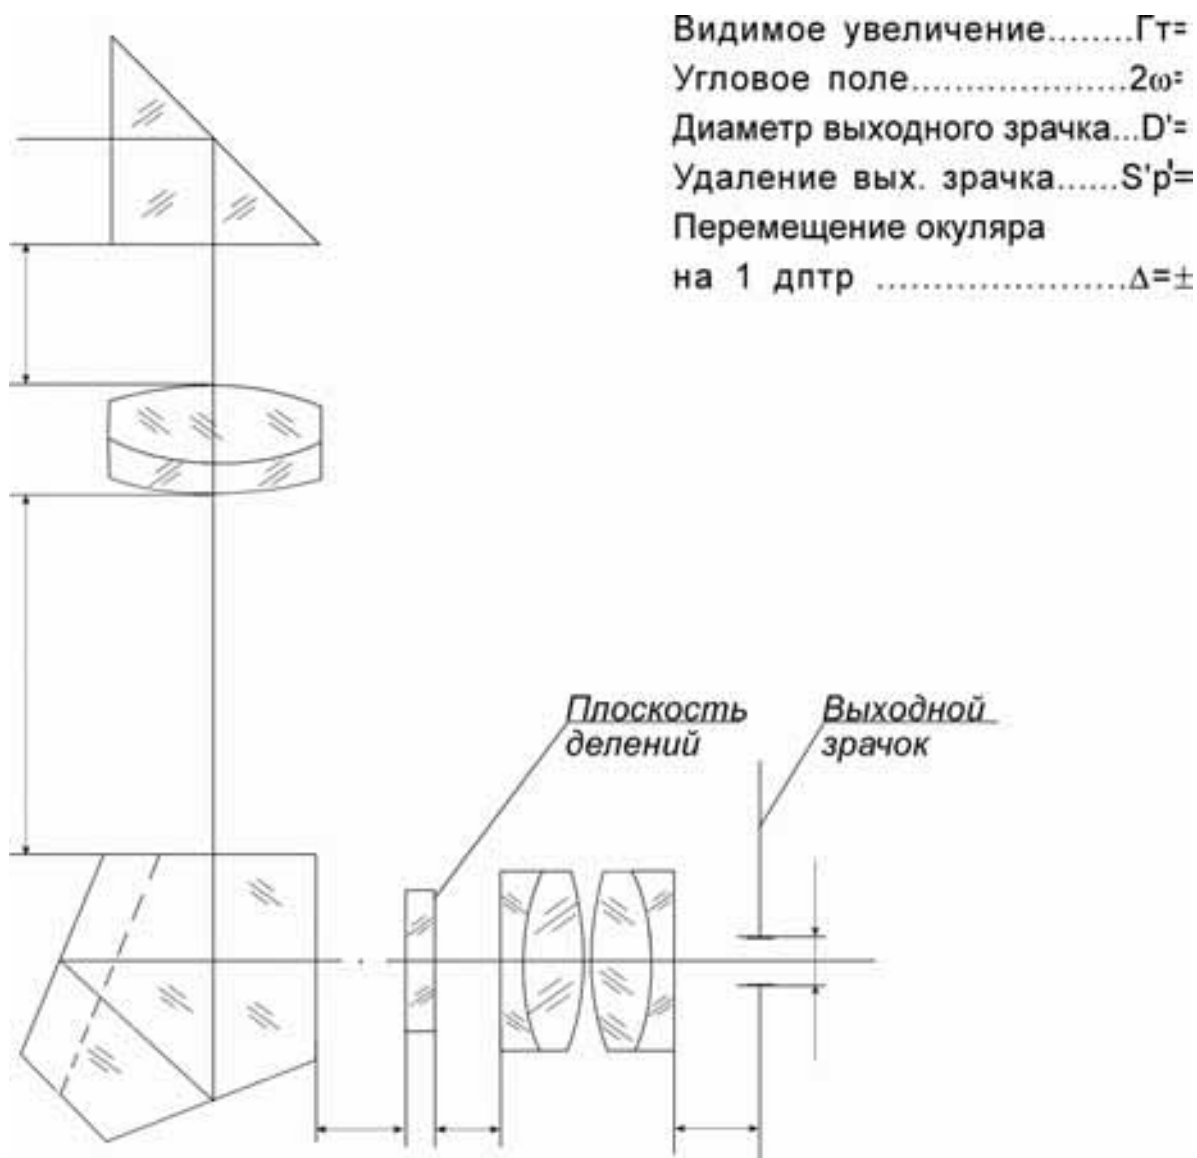 Видимое увеличение........Гт=
Угловое поле....................2ω=
Диаметр выходного зрачка...D'=
Удаление вых. зрачка......S'p'=
Перемещение окуляра
на 1 дптр .......................Δ=±
Плоскость
делений
Выходной
зрачок